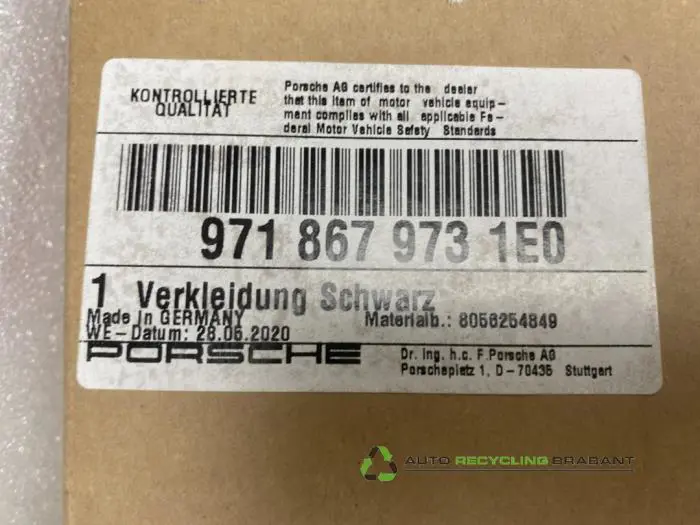 KONTROLLIERTE
QUALITÄT
Porsche AG certifies to the dealer
that this item of motor vehicle equip-
ment complies with all applicable Fe-
deral Motor Vehicle Safety Standards
971 867 973 1E0
1 Verkleidung Schwarz
Made in GERMANY
WE-Datum: 28.06.2020 Materialb.: 8056254849
PORSCHE
Dr. Ing. h.c. F.Porsche AG
Porscheplatz 1, D-70435 Stuttgart
AUTO RECYCLING BRABANT